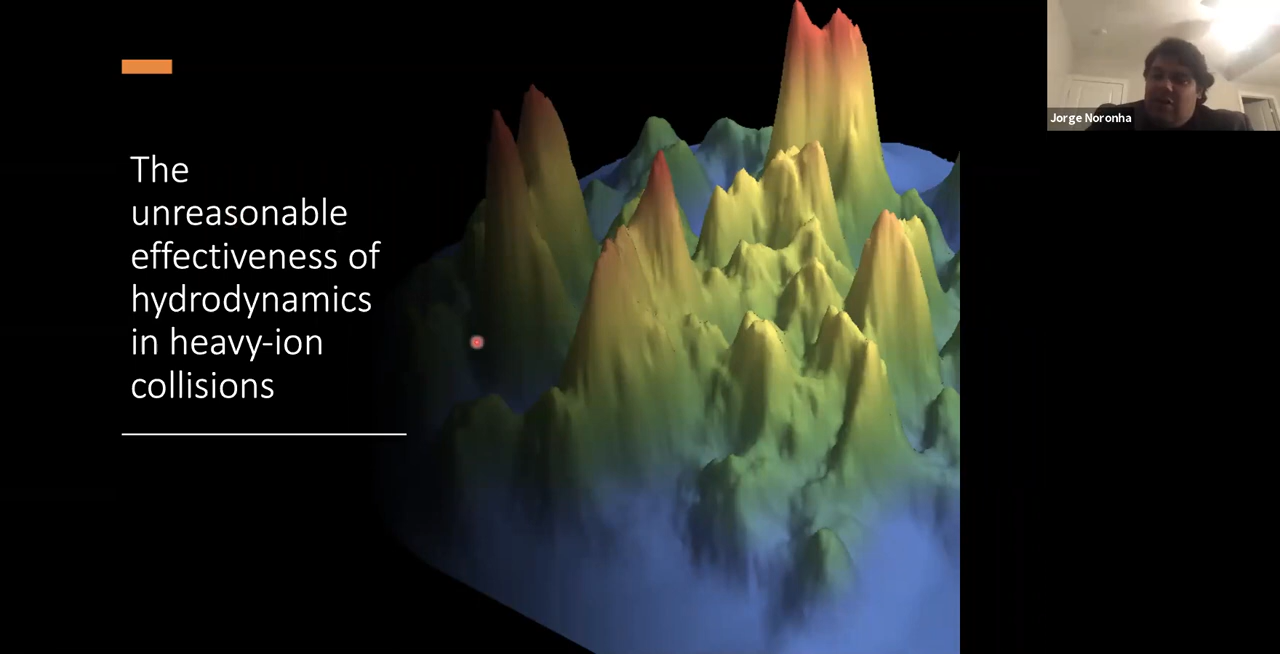 The
unreasonable
effectiveness of
hydrodynamics
in heavy-ion
collisions
Jorge Noronha